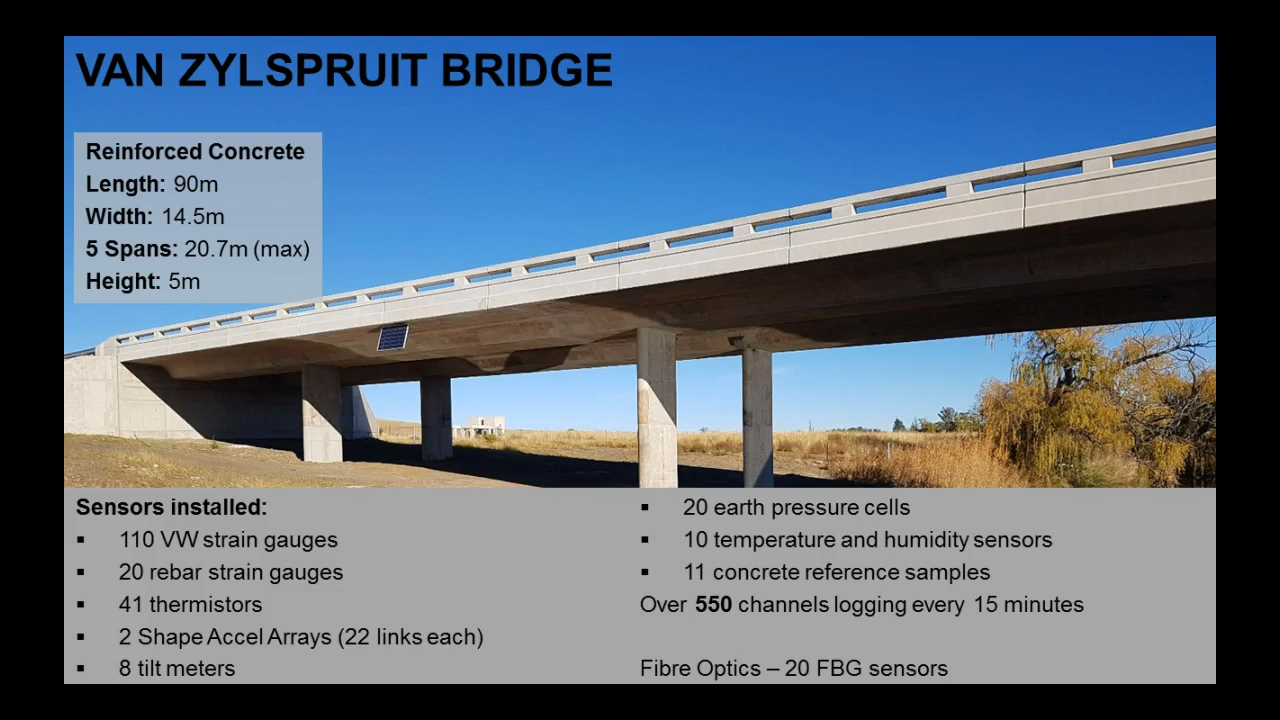 VAN ZYLSPRUIT BRIDGE
Reinforced Concrete
Length: 90m
Width: 14.5m
5 Spans: 20.7m (max)
Height: 5m
Sensors installed:
▪ 110 VW strain gauges
▪ 20 rebar strain gauges
▪ 41 thermistors
▪ 2 Shape Accel Arrays (22 links each)
▪ 8 tilt meters
▪ 20 earth pressure cells
▪ 10 temperature and humidity sensors
▪ 11 concrete reference samples
Over 550 channels logging every 15 minutes
Fibre Optics – 20 FBG sensors